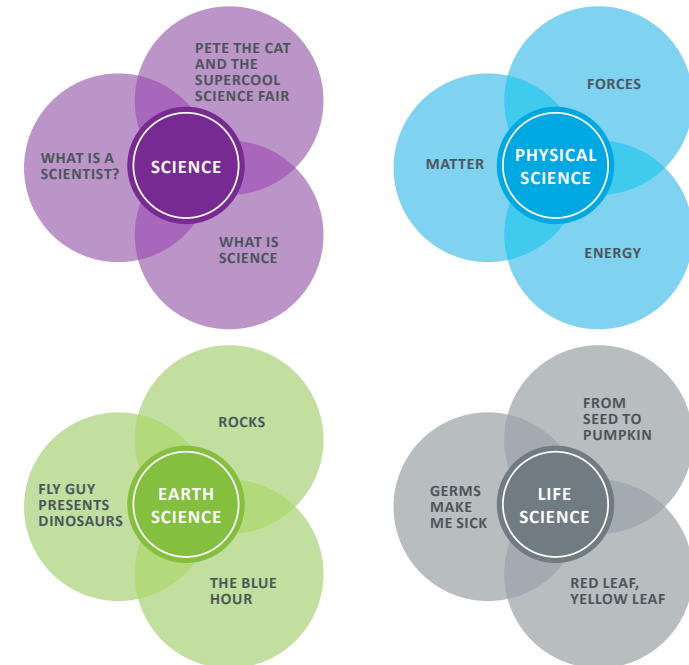 PETE THE CAT
AND THE
SUPERCOOL
SCIENCE FAIR
WHAT IS A
SCIENTIST?
SCIENCE
WHAT IS
SCIENCE
FORCES
MATTER
PHYSICAL
SCIENCE
ENERGY
ROCKS
FLY GUY
PRESENTS
DINOSAURS
EARTH
SCIENCE
THE BLUE
HOUR
FROM
SEED TO
PUMPKIN
GERMS
MAKE
ME SICK
LIFE
SCIENCE
RED LEAF,
YELLOW LEAF